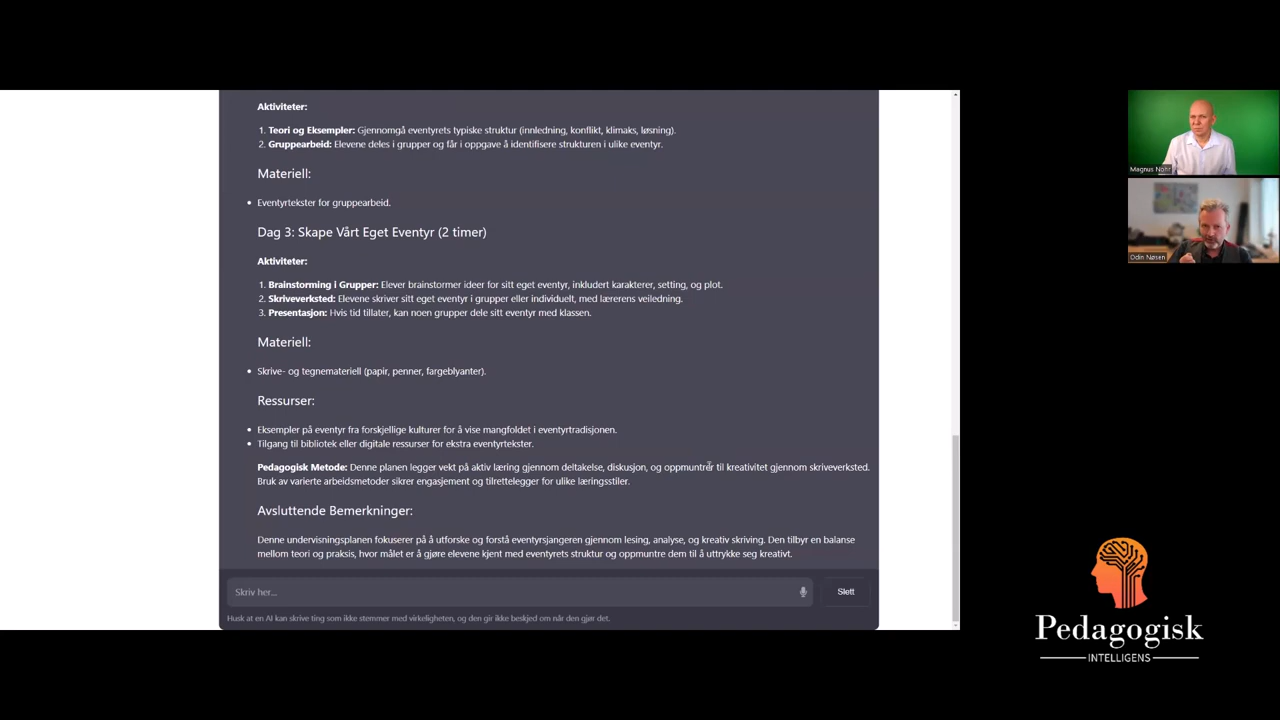 Aktiviteter:
1. Teori og Eksempler: Gjennomgå eventyrets typiske struktur (innledning, konflikt, klimaks, løsning).
2. Gruppearbeid: Elevene deles i grupper og får i oppgave å identifisere strukturen i ulike eventyr.
Materiell:
• Eventyrtekster for gruppearbeid.
Dag 3: Skape Vårt Eget Eventyr (2 timer)
Aktiviteter:
1. Brainstorming i Grupper: Elever brainstormer ideer for sitt eget eventyr, inkludert karakterer, setting, og plot.
2. Skriveverksted: Elevene skriver sitt eget eventyr i grupper eller individuelt, med lærerens veiledning.
3. Presentasjon: Hvis tid tillater, kan noen grupper dele sitt eventyr med klassen.
Materiell:
• Skrive- og tegnemateriell (papir, penner, fargeblyanter).
Ressurser:
• Eksempler på eventyr fra forskjellige kulturer for å vise mangfoldet i eventyrtradisjonen.
• Tilgang til bibliotek eller digitale ressurser for ekstra eventyrtekster.
Pedagogisk Metode: Denne planen legger vekt på aktiv læring gjennom deltakelse, diskusjon, og oppmuntrer til kreativitet gjennom skriveverksted.
Bruk av varierte arbeidsmetoder sikrer engasjement og tilrettelegger for ulike læringsstiler.
Avsluttende Bemerkninger:
Denne undervisningsplanen fokuserer på å utforske og forstå eventyrsjangeren gjennom lesing, analyse, og kreativ skriving. Den tilbyr en balanse
mellom teori og praksis, hvor målet er å gjøre elevene kjent med eventyrets struktur og oppmuntre dem til å uttrykke seg kreativt.
Skriv her...
Slett
Husk at en AI kan skrive ting som ikke stemmer med virkeligheten, og den gir ikke beskjed om når den gjør det.
Magnus Nohr
Odin Nøsen
Pedagogisk
INTELLIGENS